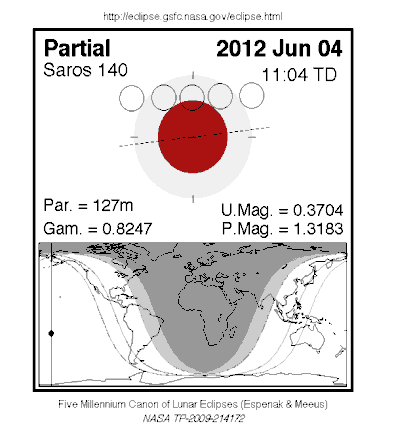 http://eclipse.gsfc.nasa.gov/eclipse.html
Partial 2012 Jun 04
Saros 140 11:04 TD
Par. = 127m U.Mag. = 0.3704
Gam. = 0.8247 P.Mag. = 1.3183
Five Millennium Canon of Lunar Eclipses (Espenak & Meeus)
NASA TP-2009-214172